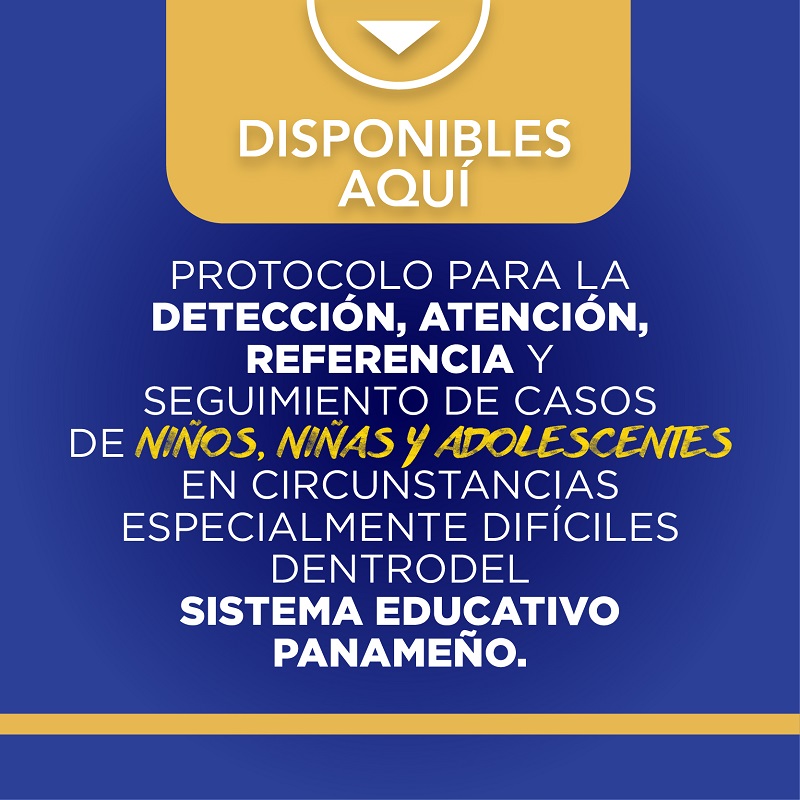 DISPONIBLES
AQUÍ
PROTOCOLO PARA LA
DETECCIÓN, ATENCIÓN,
REFERENCIA Y
SEGUIMIENTO DE CASOS
DE NIÑOS, NIÑAS Y ADOLESCENTES
EN CIRCUNSTANCIAS
ESPECIALMENTE DIFÍCILES
DENTRODEL
SISTEMA EDUCATIVO
PANAMEÑO.